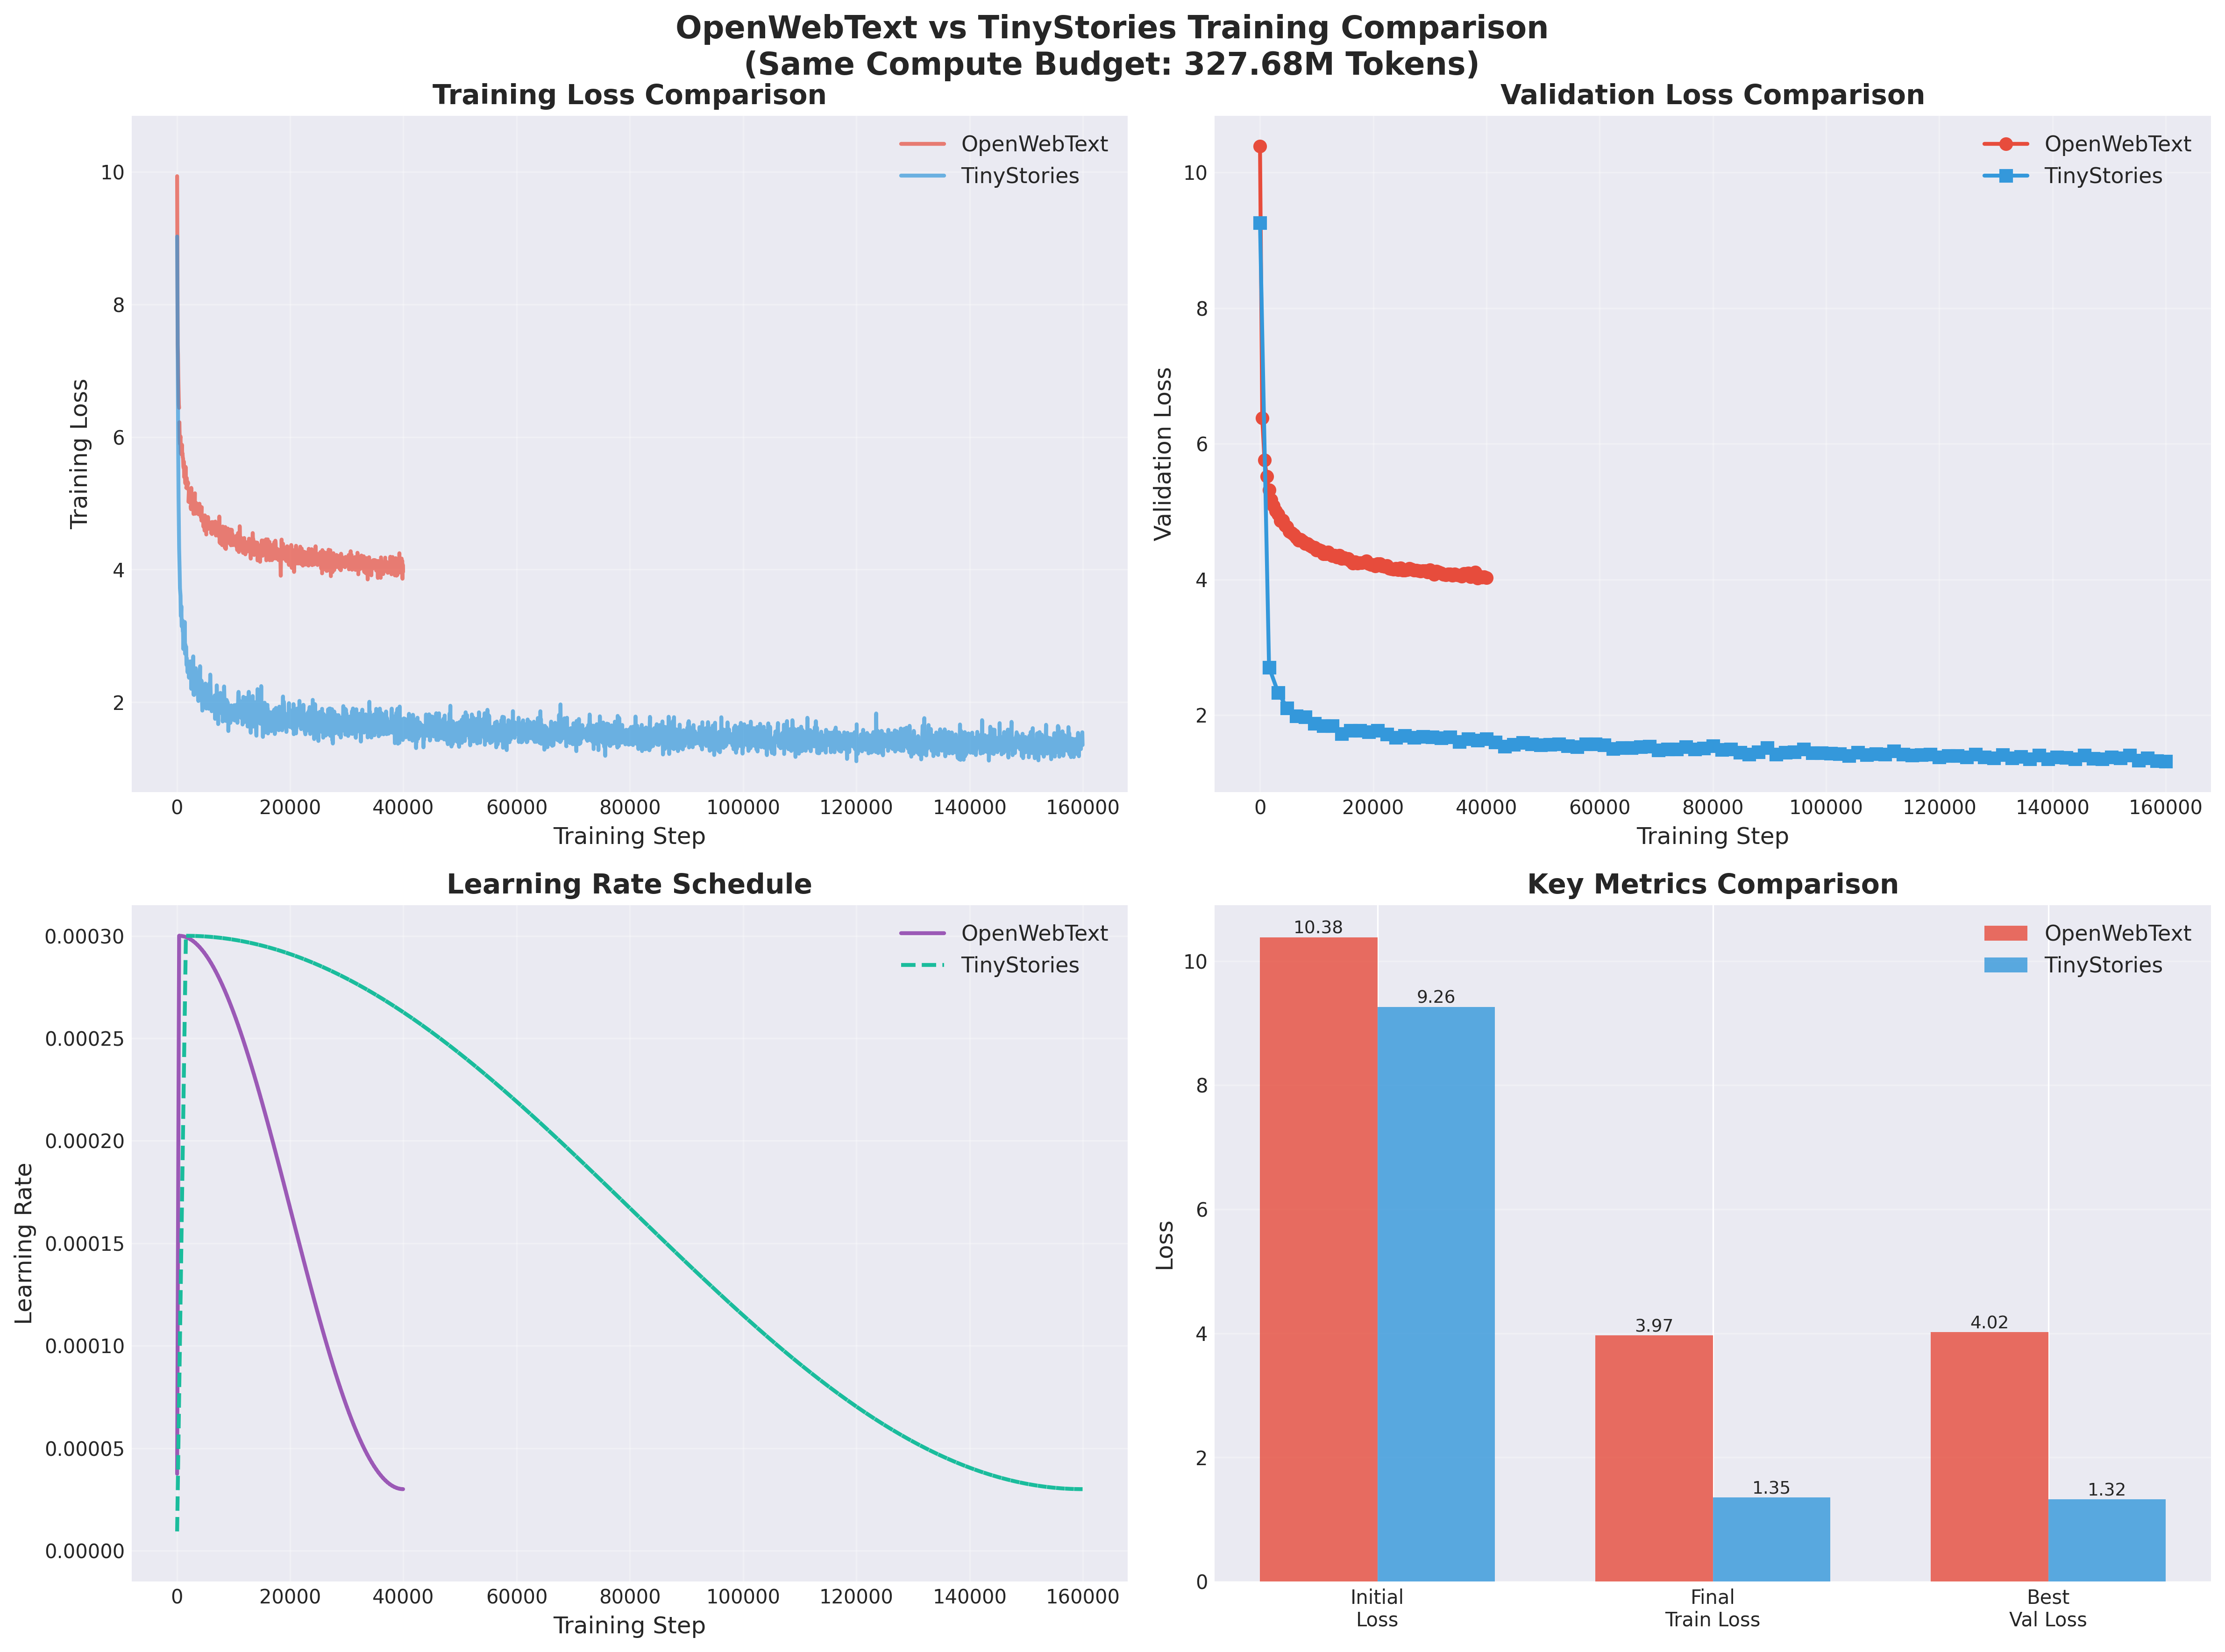 OpenWebText vs TinyStories Training Comparison
(Same Compute Budget: 327.68M Tokens)
Training Loss Comparison
OpenWebText
TinyStories
10
8
6
4
2
Training Loss
0 20000 40000 60000 80000 100000 120000 140000 160000
Training Step
Validation Loss Comparison
OpenWebText
TinyStories
10
8
6
4
2
Validation Loss
0 20000 40000 60000 80000 100000 120000 140000 160000
Training Step
Learning Rate Schedule
OpenWebText
TinyStories
0.00030
0.00025
0.00020
0.00015
0.00010
0.00005
0.00000
Learning Rate
0 20000 40000 60000 80000 100000 120000 140000 160000
Training Step
Key Metrics Comparison
OpenWebText
TinyStories
10
8
6
4
2
0
Loss
10.38
9.26
3.97
1.35
4.02
1.32
Initial
Loss
Final
Train Loss
Best
Val Loss